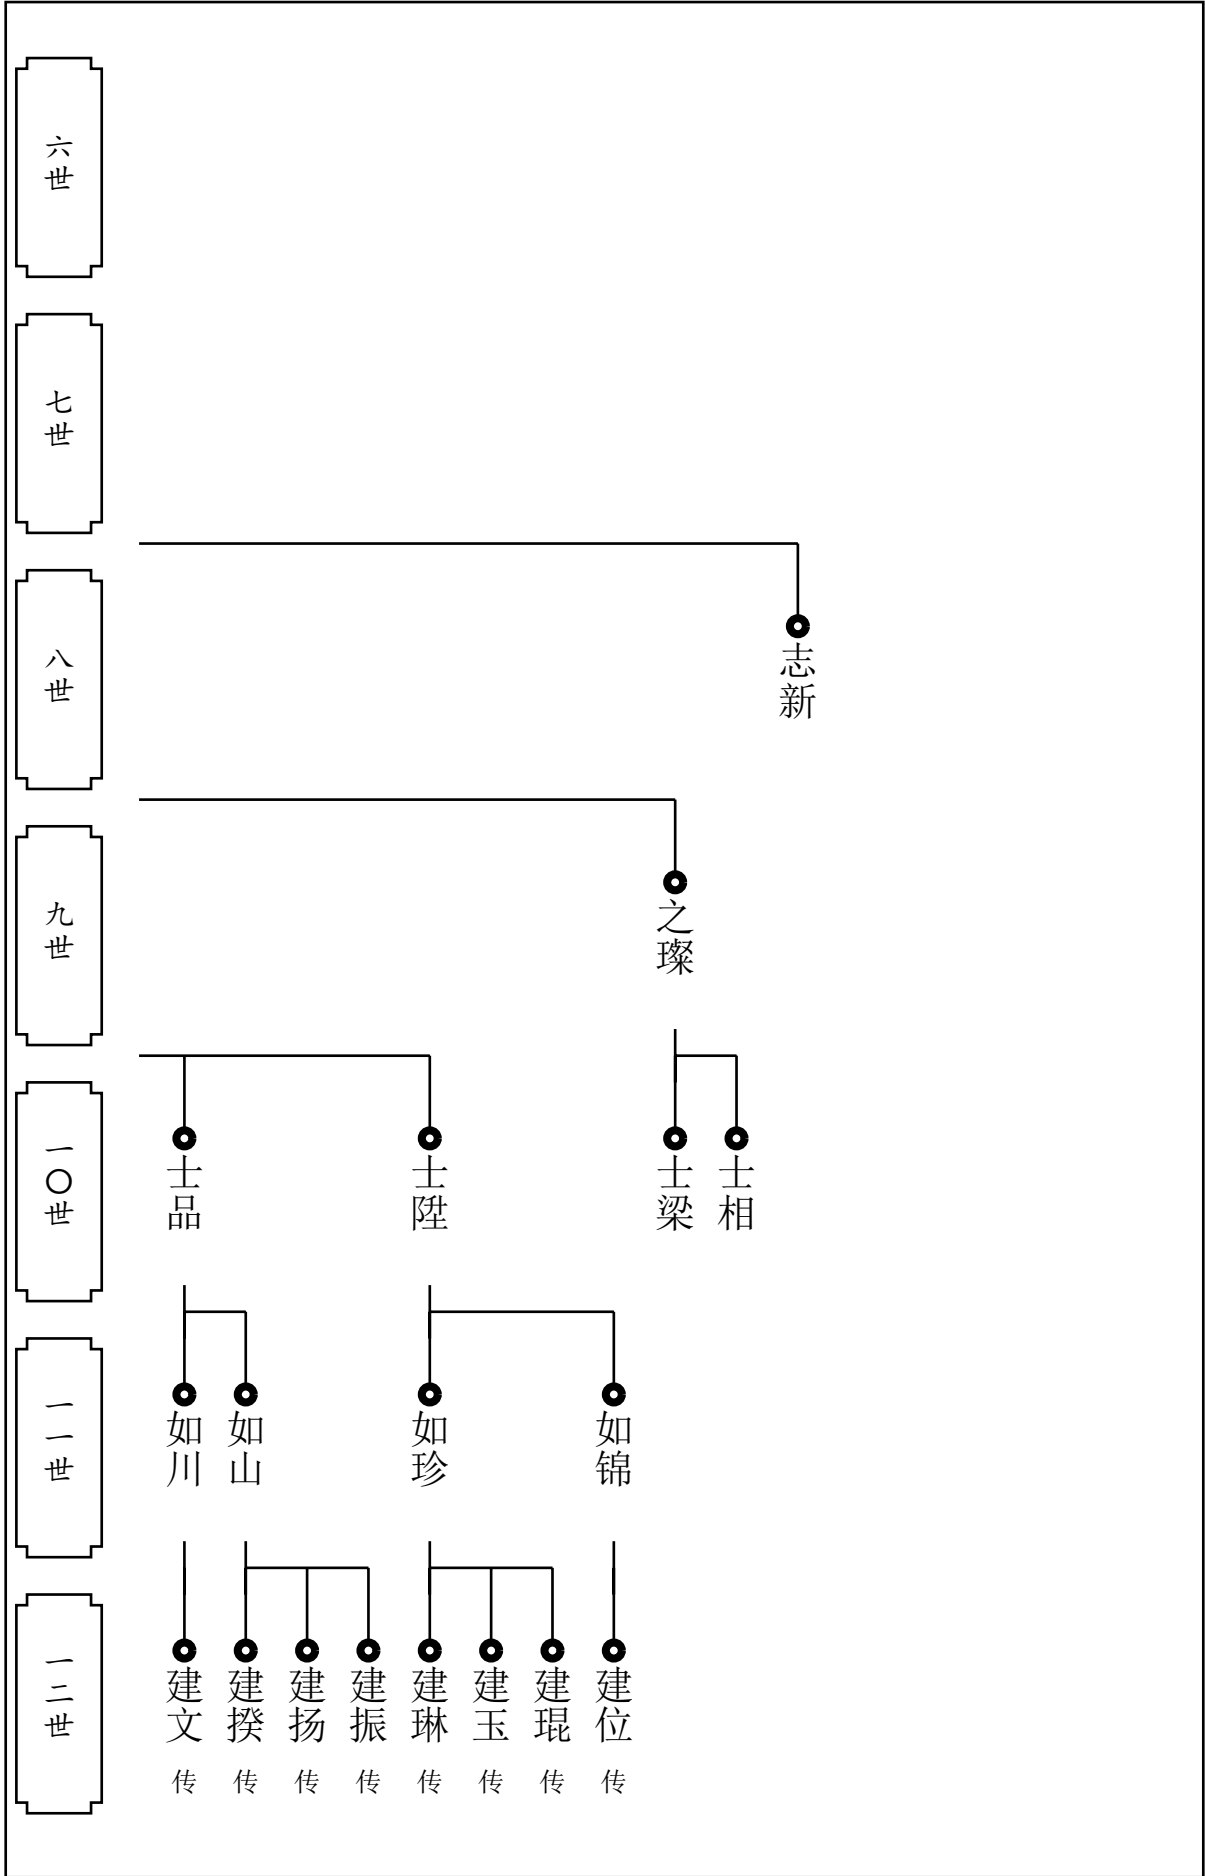 六世
七世
八世
九世
一〇世
一一世
一二世
志新
之璨
士品
士陞
士梁
士相
如川
如山
如珍
如锦
建文
传
建揆
传
建扬
传
建振
传
建琳
传
建玉
传
建琨
传
建位
传